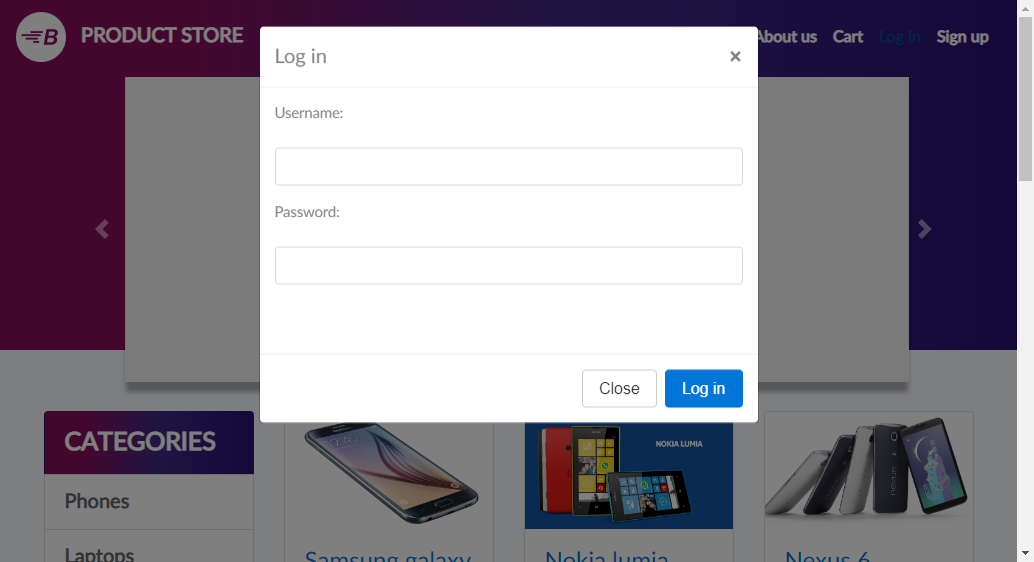 B PRODUCT STORE
About us Cart Log in Sign up
Log in ×
Username:
Password:
Close Log in
CATEGORIES
Phones
Laptops
NOKIA LUMIA
nexus
Samsung galaxy
Nokia lumia
Nexus 6